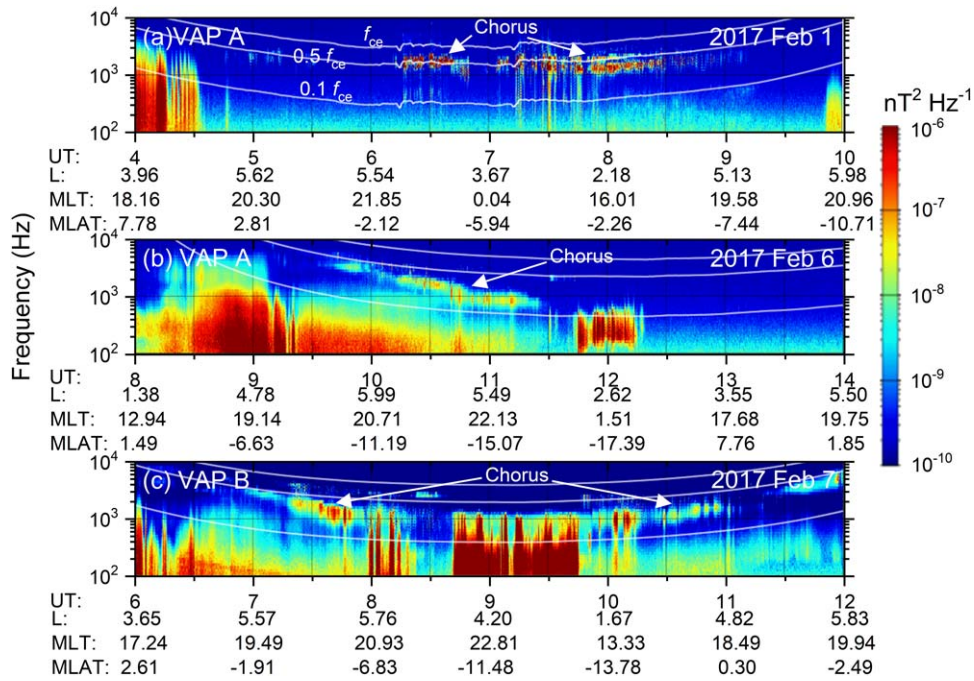 (a)VAP A
f_ce
Chorus
2017 Feb 1
0.5 f_ce
0.1 f_ce
10^4
10^3
10^2
UT: 4 5 6 7 8 9 10
L: 3.96 5.62 5.54 3.67 2.18 5.13 5.98
MLT: 18.16 20.30 21.85 0.04 16.01 19.58 20.96
MLAT: 7.78 2.81 -2.12 -5.94 -2.26 -7.44 -10.71
nT^2 Hz^-1
10^-6
10^-7
10^-8
10^-9
10^-10
Frequency (Hz)
(b) VAP A
Chorus
2017 Feb 6
10^4
10^3
10^2
UT: 8 9 10 11 12 13 14
L: 1.38 4.78 5.99 5.49 2.62 3.55 5.50
MLT: 12.94 19.14 20.71 22.13 1.51 17.68 19.75
MLAT: 1.49 -6.63 -11.19 -15.07 -17.39 7.76 1.85
(c) VAP B
Chorus
2017 Feb 7
10^4
10^3
10^2
UT: 6 7 8 9 10 11 12
L: 3.65 5.57 5.76 4.20 1.67 4.82 5.83
MLT: 17.24 19.49 20.93 22.81 13.33 18.49 19.94
MLAT: 2.61 -1.91 -6.83 -11.48 -13.78 0.30 -2.49